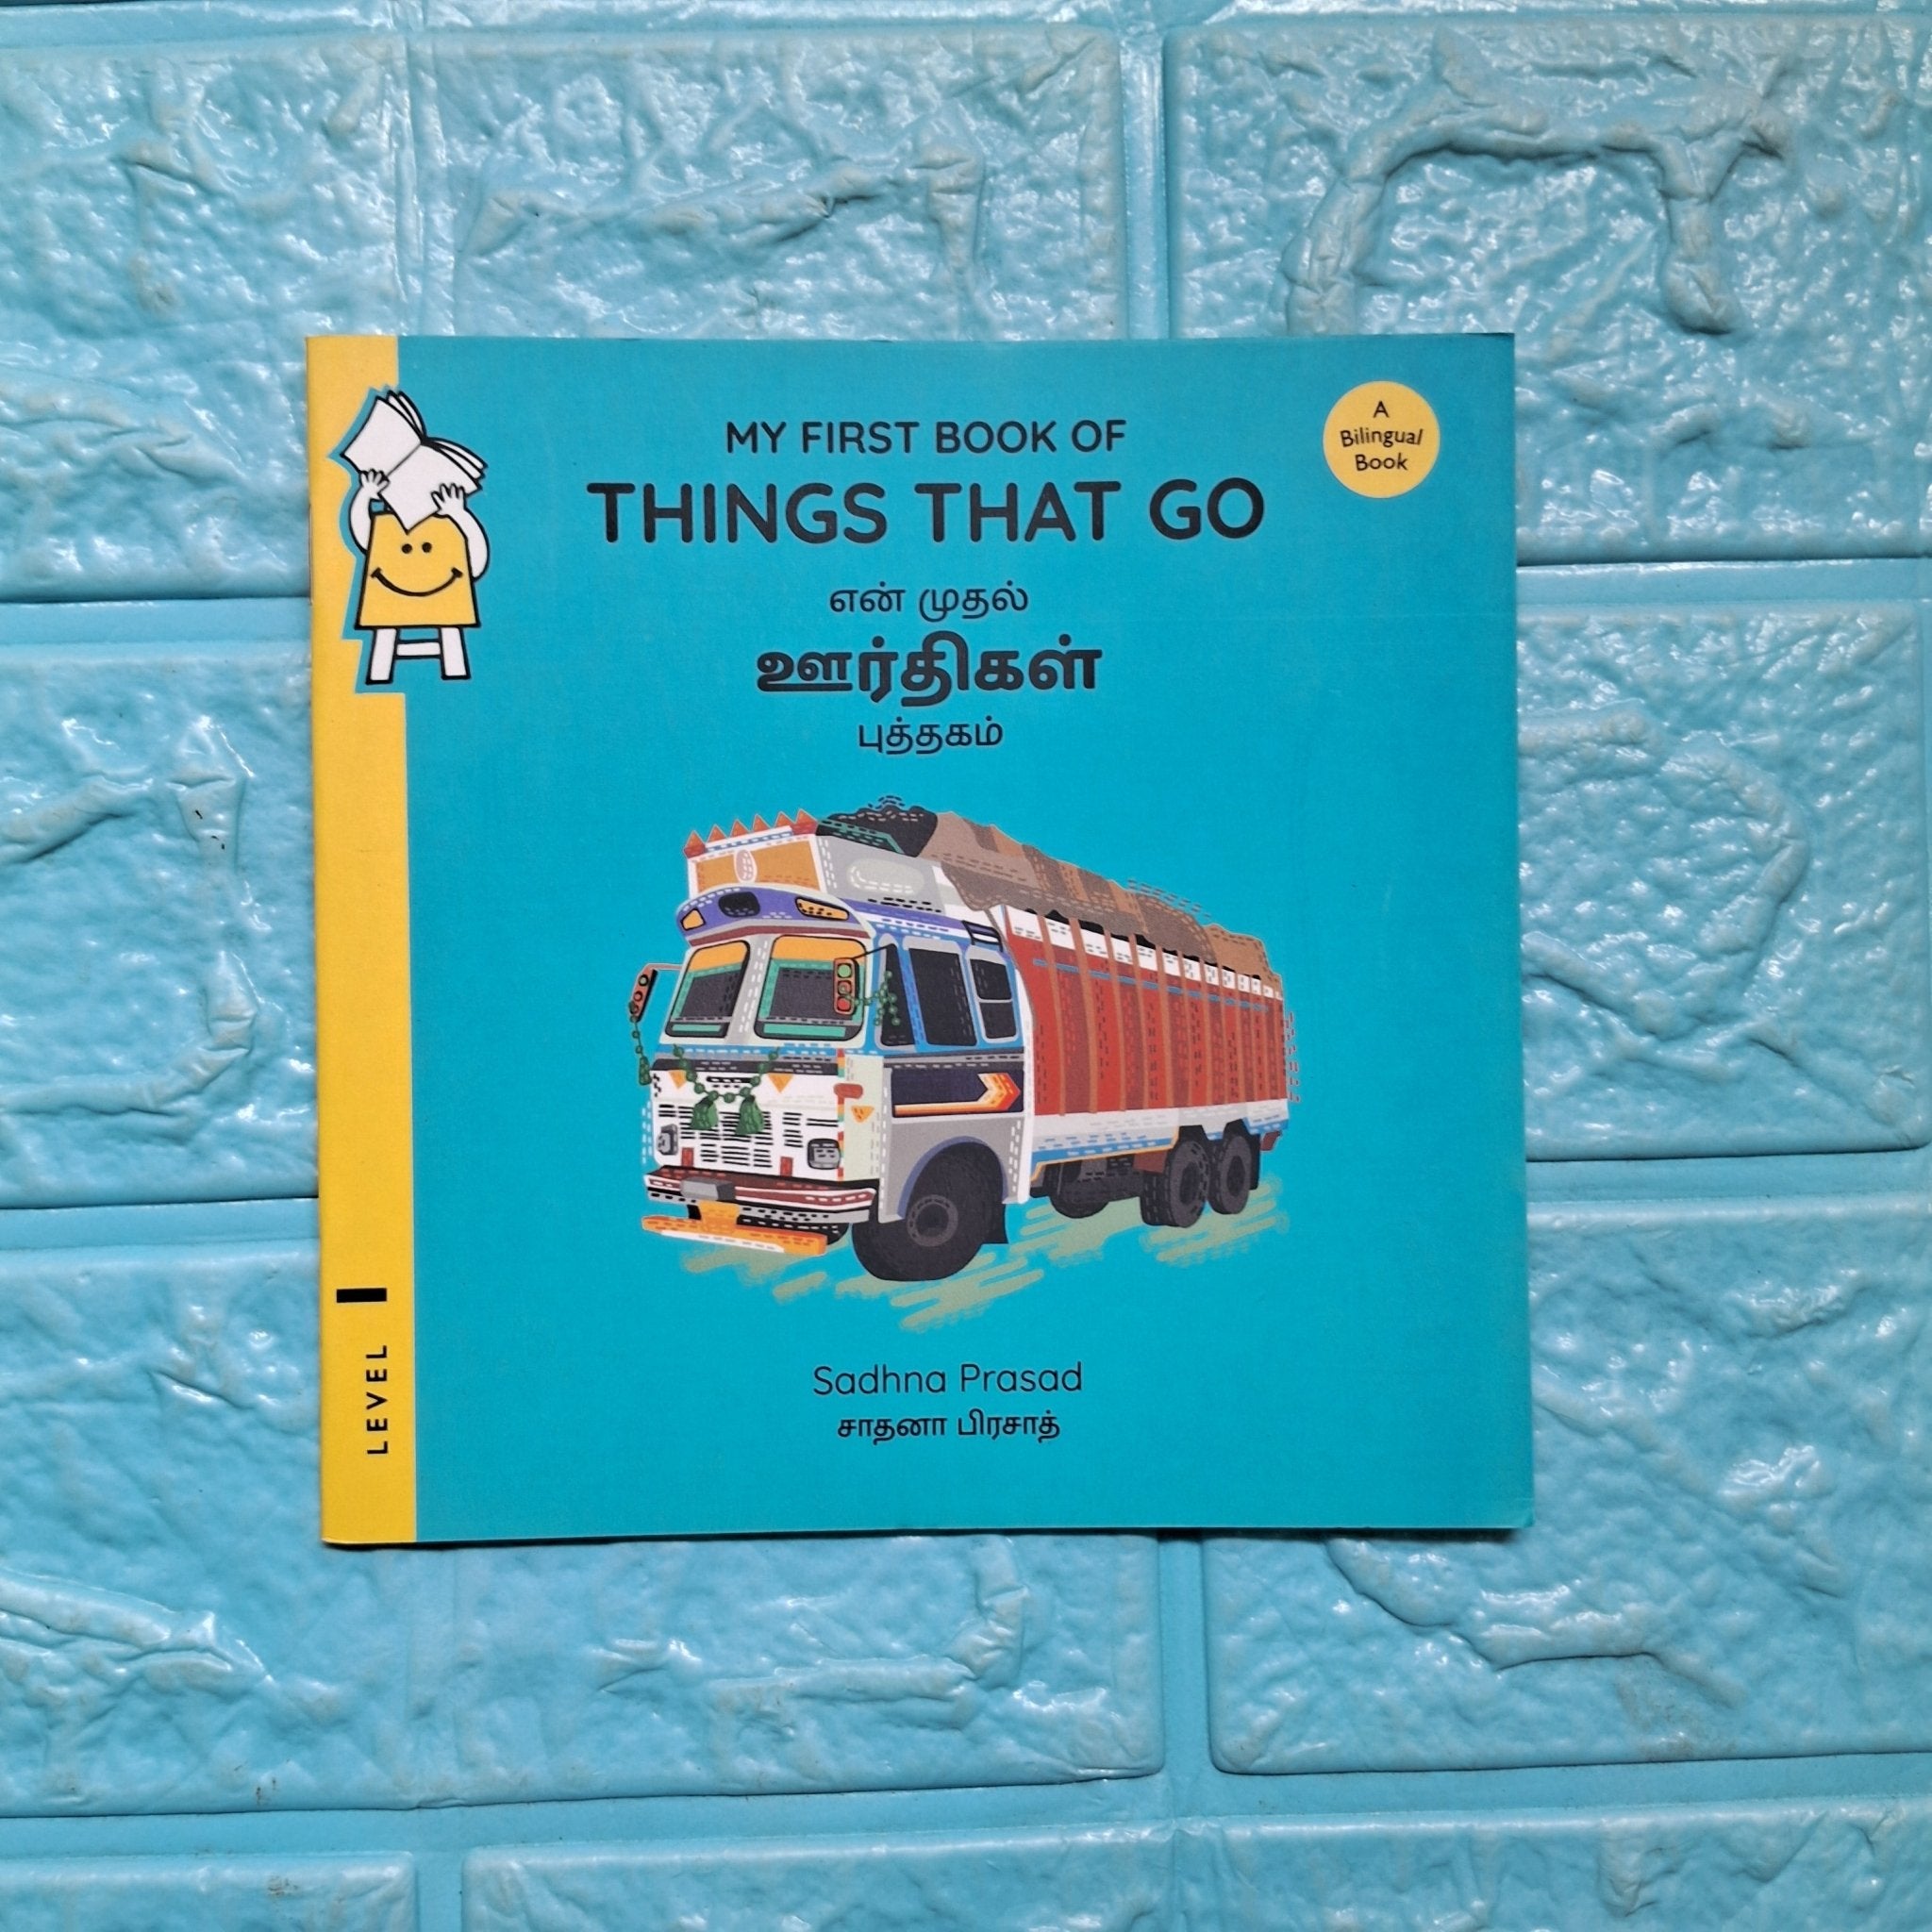 MY FIRST BOOK OF
THINGS THAT GO
என் முதல்
ஊர்திகள்
புத்தகம்
A
Bilingual
Book
Sadhna Prasad
சாதனா பிரசாத்
LEVEL 1